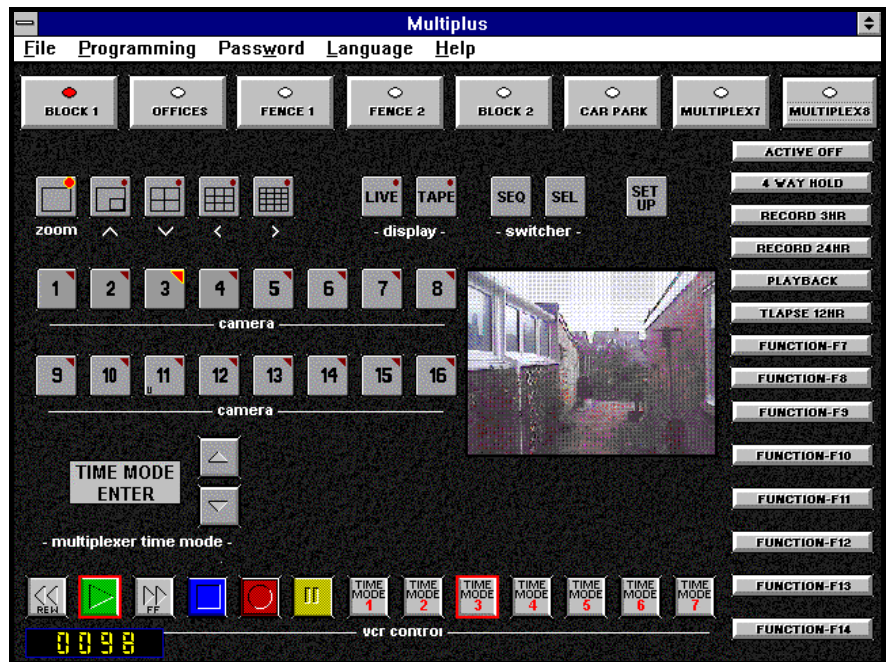 Multiplus
File Programming Password Language Help
BLOCK 1 OFFICES FENCE 1 FENCE 2 BLOCK 2 CAR PARK MULTIPLEX7 MULTIPLEX8
ACTIVE OFF
4 WAY HOLD
RECORD 3HR
RECORD 24HR
PLAYBACK
TLAPSE 12HR
FUNCTION-F7
FUNCTION-F8
FUNCTION-F9
FUNCTION-F10
FUNCTION-F11
FUNCTION-F12
FUNCTION-F13
FUNCTION-F14
LIVE TAPE SEQ SEL SET UP
zoom - display - - switcher -
1 2 3 4 5 6 7 8
camera
9 10 11 12 13 14 15 16
U
camera
TIME MODE
ENTER
- multiplexer time mode -
REW FF TIME MODE 1 TIME MODE 2 TIME MODE 3 TIME MODE 4 TIME MODE 5 TIME MODE 6 TIME MODE 7
vcr control
0098